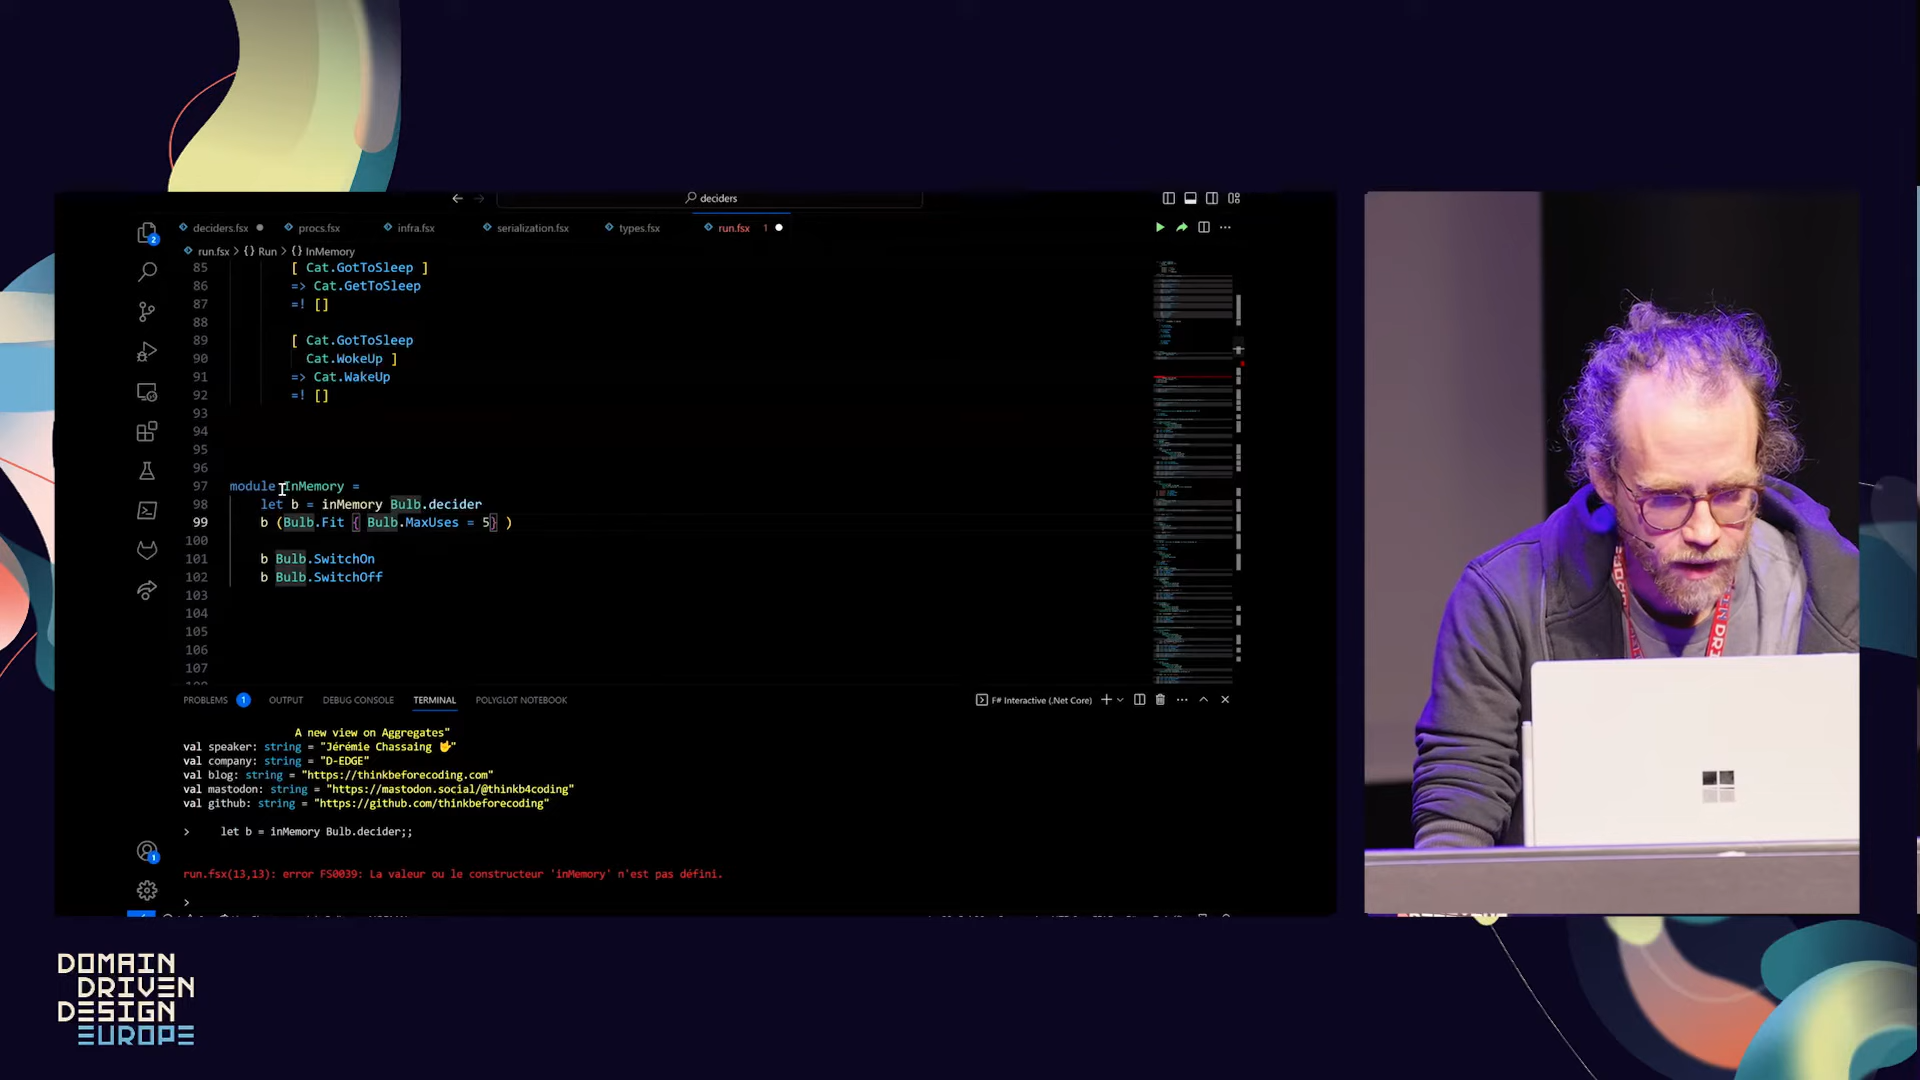 deciders
deciders.fsx
procs.fsx
infra.fsx
serialization.fsx
types.fsx
run.fsx 1
run.fsx > {} Run > {} InMemory
85 [ Cat.GotToSleep ]
86 => Cat.GetToSleep
87 =! []
88
89 [ Cat.GotToSleep
90 Cat.WokeUp ]
91 => Cat.WakeUp
92 =! []
93
94
95
96
97 module InMemory =
98 let b = inMemory Bulb.decider
99 b (Bulb.Fit { Bulb.MaxUses = 5} )
100
101 b Bulb.SwitchOn
102 b Bulb.SwitchOff
103
104
105
106
107
PROBLEMS 1 OUTPUT DEBUG CONSOLE TERMINAL POLYGLOT NOTEBOOK
F# Interactive (.Net Core)
A new view on Aggregates"
val speaker: string = "Jérémie Chassaing 🤟"
val company: string = "D-EDGE"
val blog: string = "https://thinkbeforecoding.com"
val mastodon: string = "https://mastodon.social/@thinkb4coding"
val github: string = "https://github.com/thinkbeforecoding"
> let b = inMemory Bulb.decider;;
run.fsx(13,13): error FS0039: La valeur ou le constructeur 'inMemory' n'est pas défini.
>
DOMAIN
DRIVEN
DESIGN
EUROPE